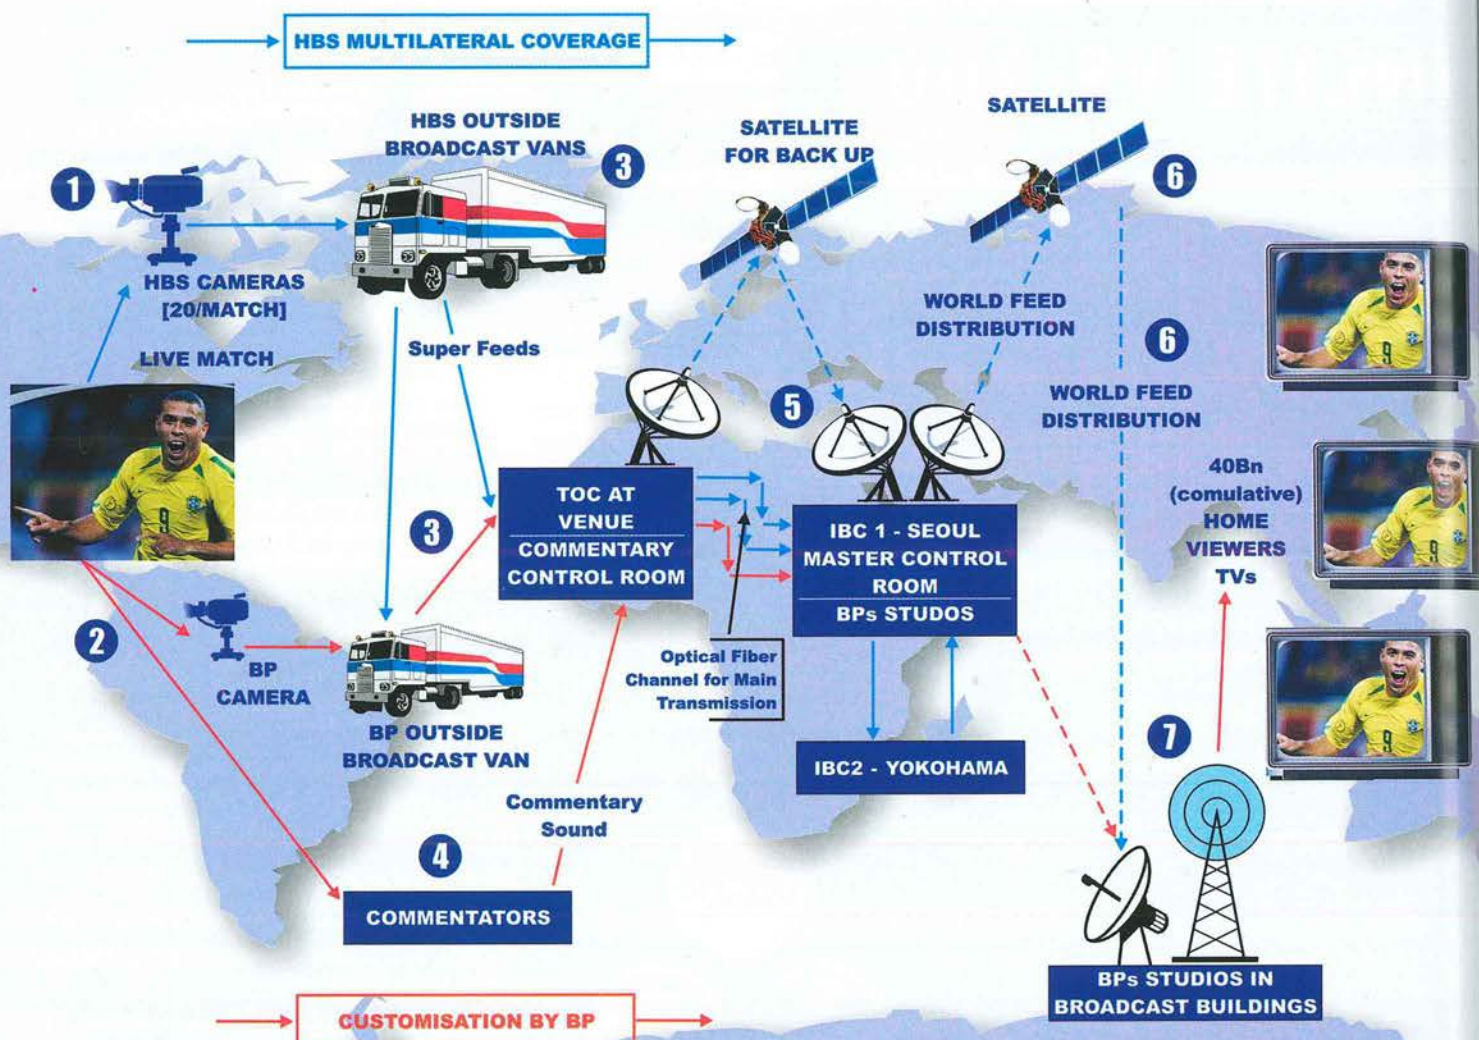 HBS MULTILATERAL COVERAGE
1
HBS CAMERAS
[20/MATCH]
LIVE MATCH
HBS OUTSIDE
BROADCAST VANS
3
SATELLITE
FOR BACK UP
SATELLITE
6
Super Feeds
WORLD FEED
DISTRIBUTION
6
WORLD FEED
DISTRIBUTION
5
40Bn
(comulative)
HOME
VIEWERS
TVs
9
9
9
9
2
BP
CAMERA
3
BP OUTSIDE
BROADCAST VAN
TOC AT
VENUE
COMMENTARY
CONTROL ROOM
IBC 1 - SEOUL
MASTER CONTROL
ROOM
BPs STUDOS
Optical Fiber
Channel for Main
Transmission
IBC2 - YOKOHAMA
Commentary
Sound
4
COMMENTATORS
7
BPs STUDIOS IN
BROADCAST BUILDINGS
CUSTOMISATION BY BP